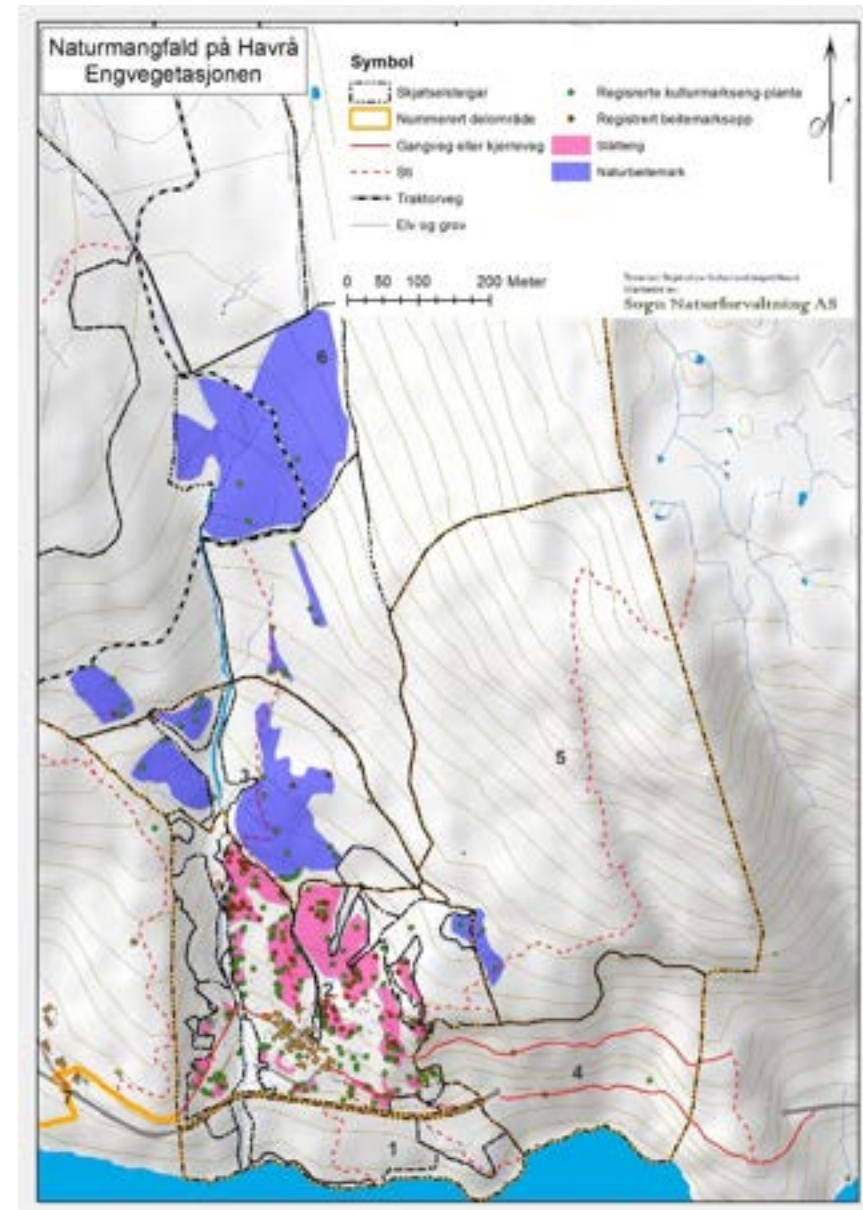 Naturmangfald på Havrå
Engvegetasjonen
Symbol
Skjøtselsteigar
Nummerert delområde
Gangveg eller kjerreveg
Sti
Traktorveg
Elv og grov
Registrerte kulturmarkseng-plante
Registrert beitemarksopp
Slåtteng
Naturbeitemark
0 50 100 200 Meter
Sogn Naturforvaltning AS
6
5
3
2
4
7
1